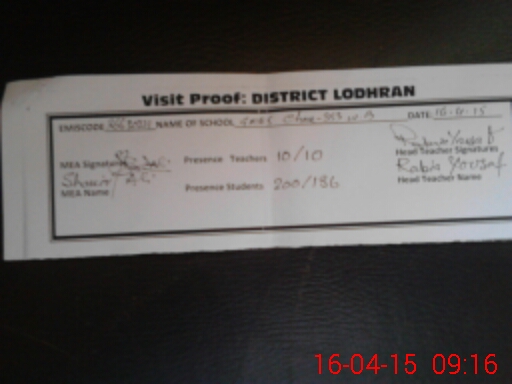 Visit Proof: DISTRICT LODHRAN
EMISCODE NAME OF SCHOOL DATE: 16-4-15
MEA Signature Presence Teachers 10/10 Head Teacher Signatures
Presence Students 200/186 Rabia Yousaf
MEA Name Head Teacher Name
16-04-15 09:16